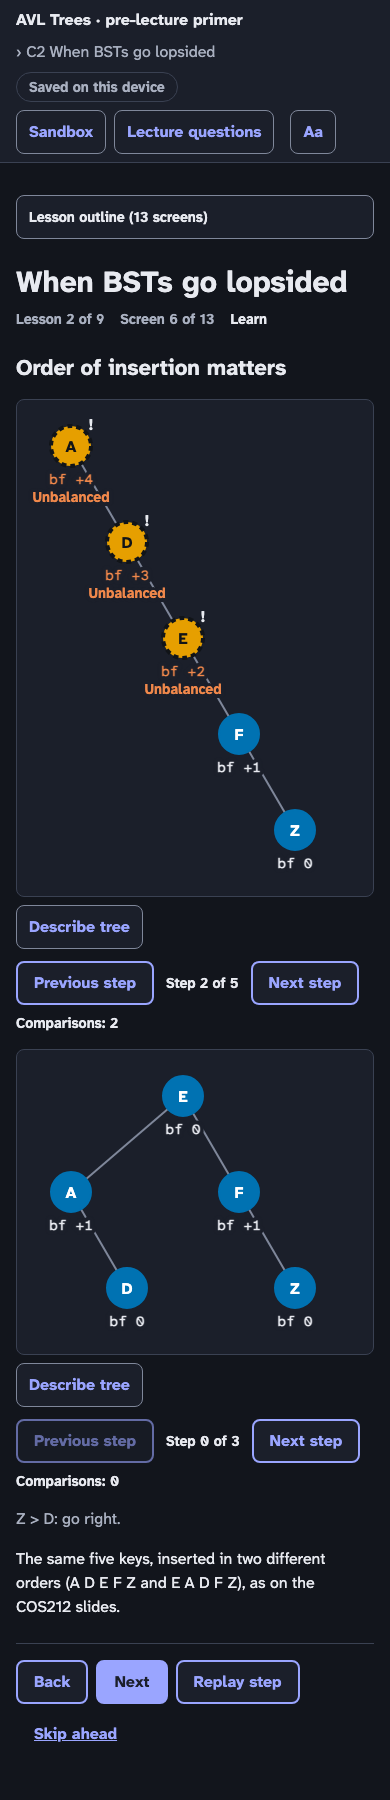 AVL Trees · pre-lecture primer
› C2 When BSTs go lopsided
Saved on this device
Sandbox
Lecture questions
Aa
Lesson outline (13 screens)
When BSTs go lopsided
Lesson 2 of 9 Screen 6 of 13 Learn
Order of insertion matters
!
A
bf +4
Unbalanced
!
D
bf +3
Unbalanced
!
E
bf +2
Unbalanced
F
bf +1
Z
bf 0
Describe tree
Previous step Step 2 of 5 Next step
Comparisons: 2
E
bf 0
A F
bf +1 bf +1
D Z
bf 0 bf 0
Describe tree
Previous step Step 0 of 3 Next step
Comparisons: 0
Z > D: go right.
The same five keys, inserted in two different
orders (A D E F Z and E A D F Z), as on the
COS212 slides.
Back Next Replay step
Skip ahead